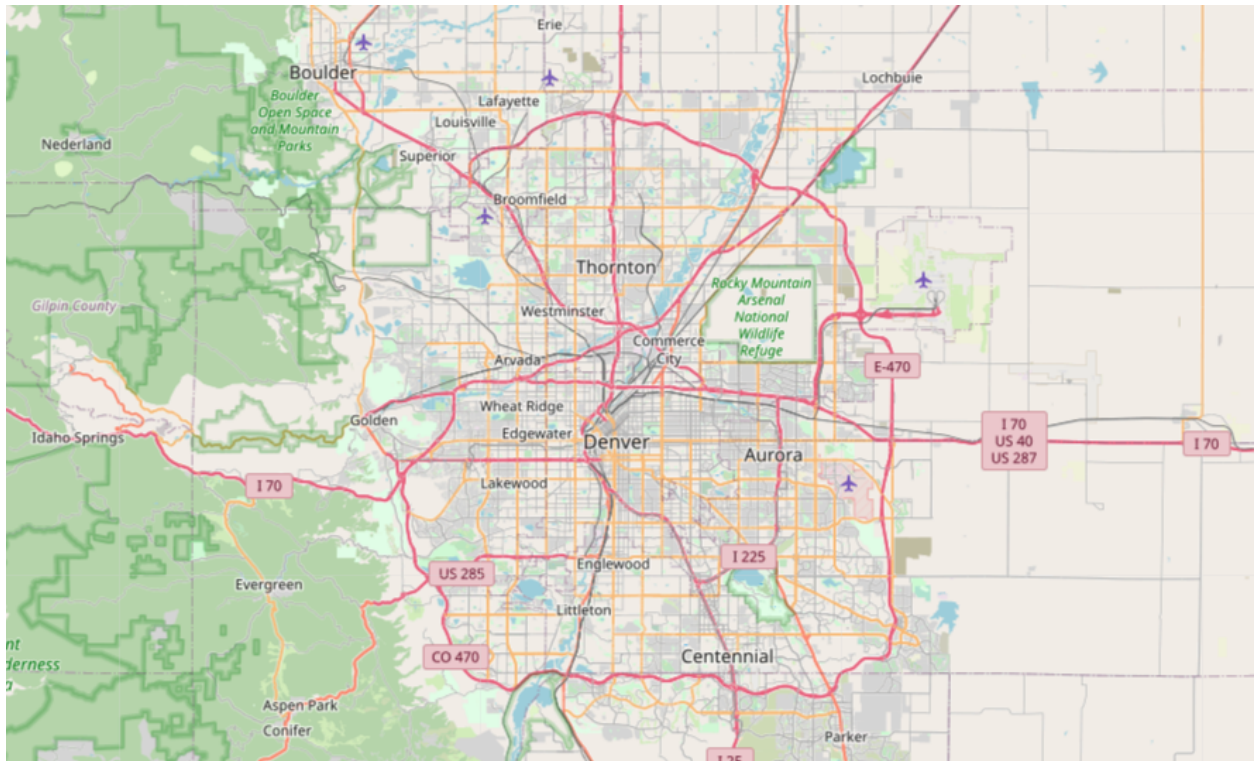 Erie
Boulder
Lochbuie
Boulder
Open Space
and Mountain
Parks
Lafayette
Louisville
Nederland
Superior
Broomfield
Thornton
Rocky Mountain
Arsenal
National
Wildlife
Refuge
Gilpin County
Westminster
Commerce
City
Arvada
E-470
Wheat Ridge
Golden
Edgewater
Denver
Idaho Springs
I 70
US 40
US 287
I 70
Aurora
I 70
Lakewood
I 225
Englewood
US 285
Evergreen
Littleton
CO 470
Centennial
nt
derness
a
Aspen Park
Conifer
Parker
I 25